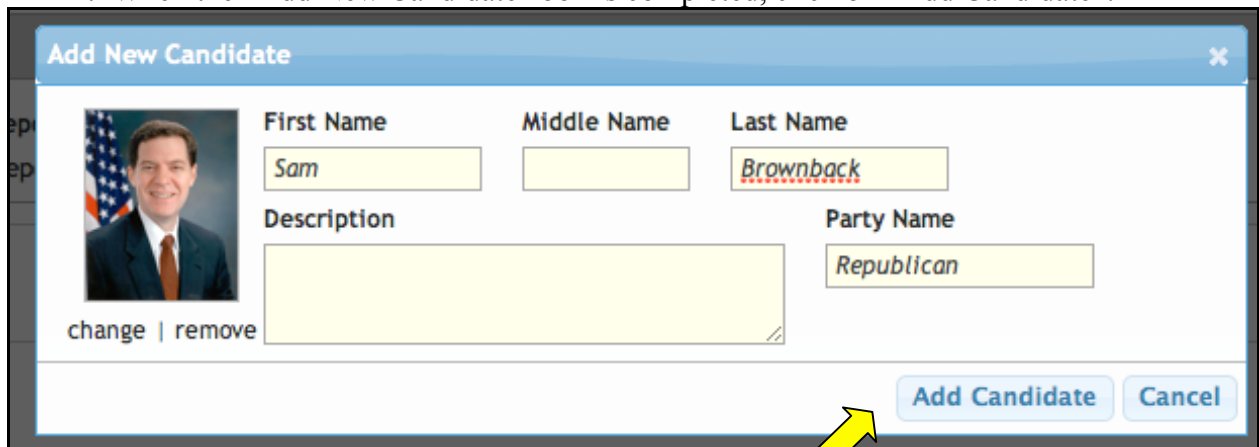 Add New Candidate
First Name Middle Name Last Name
Sam Brownback
Description Party Name
Republican
change | remove
Add Candidate Cancel